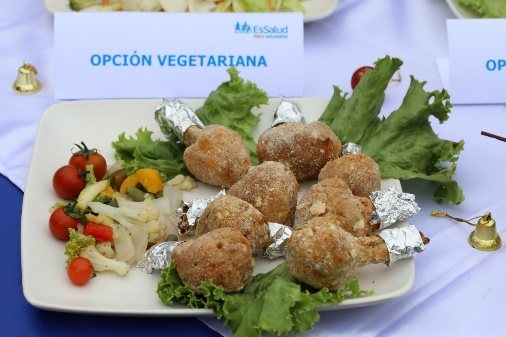 EsSalud
OPCIÓN VEGETARIANA
OP